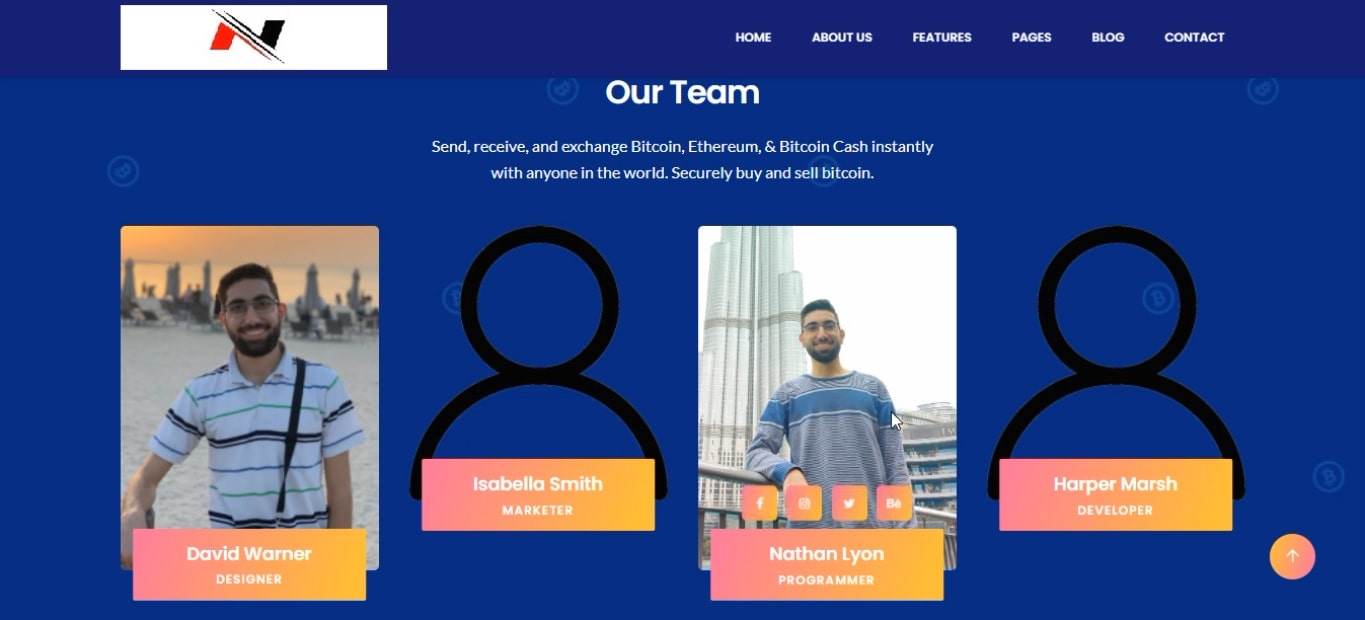 HOME ABOUT US FEATURES PAGES BLOG CONTACT
Our Team
Send, receive, and exchange Bitcoin, Ethereum, & Bitcoin Cash instantly
with anyone in the world. Securely buy and sell bitcoin.
Isabella Smith
MARKETER
Harper Marsh
DEVELOPER
Bē
David Warner
DESIGNER
Nathan Lyon
PROGRAMMER